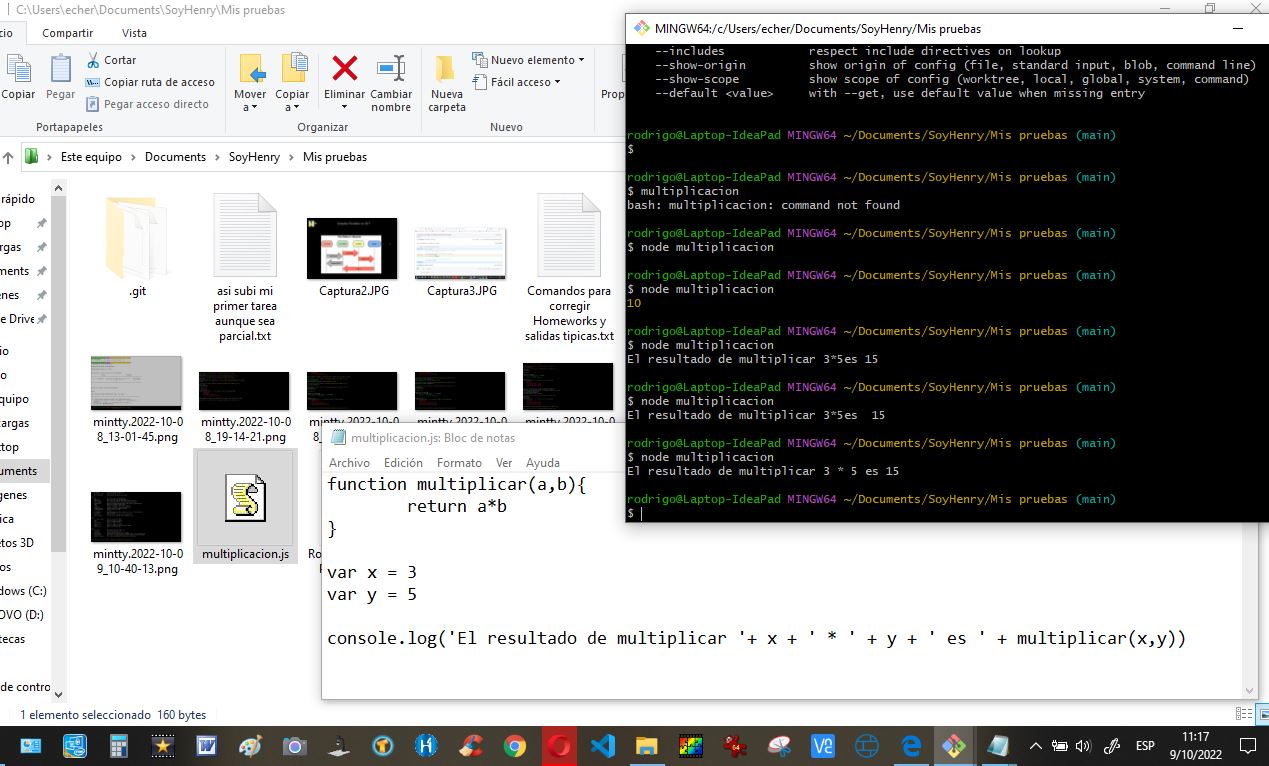 C:\Users\echer\Documents\SoyHenry\Mis pruebas
cio
Compartir
Vista
Copiar
Pegar
Cortar
Copiar ruta de acceso
Pegar acceso directo
Portapapeles
Mover a
Copiar a
Eliminar
Cambiar nombre
Organizar
Nueva carpeta
Nuevo elemento
Fácil acceso
Nuevo
Prop
Este equipo > Documents > SoyHenry > Mis pruebas
rápido
op
rgas
ments
enes
e Drive
io
o
quipo
cargas
top
uments
genes
ica
tos 3D
os
dows (C:)
OVO (D:)
tecas
de contro
.git
asi subi mi
primer tarea
aunque sea
parcial.txt
Captura2.JPG
Captura3.JPG
Comandos para
corregir
Homeworks y
salidas tipicas.txt
mintty.2022-10-0
8_13-01-45.png
mintty.2022-10-0
8_19-14-21.png
mintty.2022-10-0
mintty.2022-10-0
mintty.2022-10-0
mintty.2022-10-0
9_10-40-13.png
multiplicacion.js
Ro
1 elemento seleccionado 160 bytes
MINGW64:/c/Users/echer/Documents/SoyHenry/Mis pruebas
--includes respect include directives on lookup
--show-origin show origin of config (file, standard input, blob, command line)
--show-scope show scope of config (worktree, local, global, system, command)
--default <value> with --get, use default value when missing entry
rodrigo@Laptop-IdeaPad MINGW64 ~/Documents/SoyHenry/Mis pruebas (main)
$
rodrigo@Laptop-IdeaPad MINGW64 ~/Documents/SoyHenry/Mis pruebas (main)
$ multiplicacion
bash: multiplicacion: command not found
rodrigo@Laptop-IdeaPad MINGW64 ~/Documents/SoyHenry/Mis pruebas (main)
$ node multiplicacion
rodrigo@Laptop-IdeaPad MINGW64 ~/Documents/SoyHenry/Mis pruebas (main)
$ node multiplicacion
10
rodrigo@Laptop-IdeaPad MINGW64 ~/Documents/SoyHenry/Mis pruebas (main)
$ node multiplicacion
El resultado de multiplicar 3*5es 15
rodrigo@Laptop-IdeaPad MINGW64 ~/Documents/SoyHenry/Mis pruebas (main)
$ node multiplicacion
El resultado de multiplicar 3*5es  15
rodrigo@Laptop-IdeaPad MINGW64 ~/Documents/SoyHenry/Mis pruebas (main)
$ node multiplicacion
El resultado de multiplicar 3 * 5 es 15
rodrigo@Laptop-IdeaPad MINGW64 ~/Documents/SoyHenry/Mis pruebas (main)
$
multiplicacion.js: Bloc de notas
Archivo Edición Formato Ver Ayuda
function multiplicar(a,b){
return a*b
}
var x = 3
var y = 5
console.log('El resultado de multiplicar '+ x + ' * ' + y + ' es ' + multiplicar(x,y))
ESP
11:17
9/10/2022